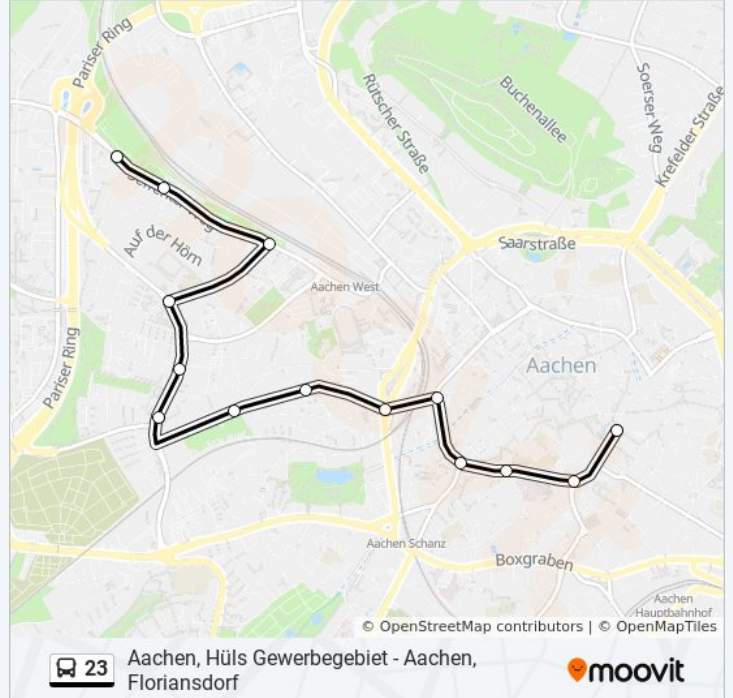 Pariser Ring
Rütscher Straße
Buchenallee
Soerser Weg
Krefelder Straße
Auf der Hörn
Saarstraße
Aachen West
Pariser Ring
Aachen
Aachen Schanz
Boxgraben
Aachen
Hauptbahnhof
© OpenStreetMap contributors | © OpenMapTiles
23
Aachen, Hüls Gewerbegebiet - Aachen,
Floriansdorf
moovit